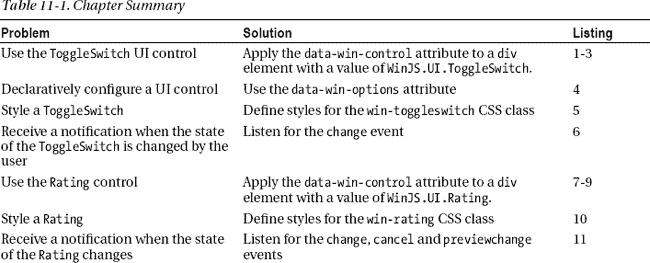 Table 11-1. Chapter Summary
Problem Solution Listing
Use the ToggleSwitch UI control Apply the data-win-control attribute to a div 1-3
element with a value of WinJS.UI.ToggleSwitch.
Declaratively configure a UI control Use the data-win-options attribute 4
Style a ToggleSwitch Define styles for the win-toggleswitch CSS class 5
Receive a notification when the state Listen for the change event 6
of the ToggleSwitch is changed by the
user
Use the Rating control Apply the data-win-control attribute to a div 7-9
element with a value of WinJS.UI.Rating.
Style a Rating Define styles for the win-rating CSS class 10
Receive a notification when the state Listen for the change, cancel and previewchange 11
of the Rating changes events